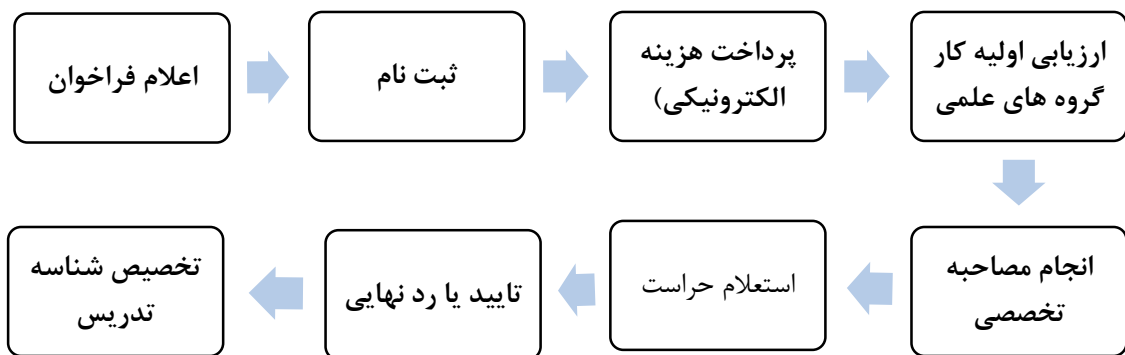 اعلام فراخوان
ثبت نام
پرداخت هزینه
الکترونیکی)
ارزیابی اولیه کار
گروه های علمی
انجام مصاحبه
تخصصی
استعلام حراست
تایید یا رد نهایی
تخصیص شناسه
تدریس